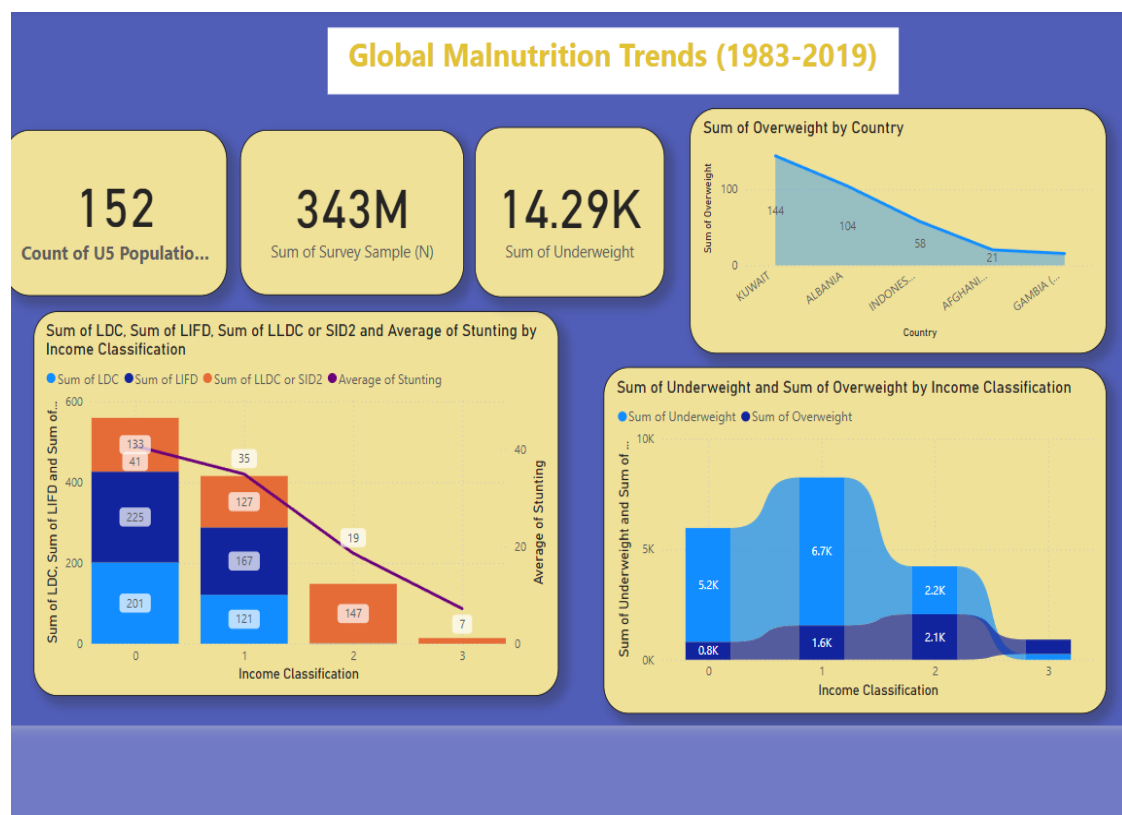 Global Malnutrition Trends (1983-2019)
152
Count of U5 Populatio...
343M
Sum of Survey Sample (N)
14.29K
Sum of Underweight
Sum of Overweight by Country
Sum of Overweight
100
0
144
104
58
21
KUWAIT
ALBANIA
INDONES...
AFGHANI...
GAMBIA (...
Country
Sum of LDC, Sum of LIFD, Sum of LLDC or SID2 and Average of Stunting by
Income Classification
Sum of LDC Sum of LIFD Sum of LLDC or SID2 Average of Stunting
Sum of LDC, Sum of LIFD and Sum of...
600
400
200
0
133
41
225
201
35
127
167
121
19
147
7
40
20
0
Average of Stunting
0 1 2 3
Income Classification
Sum of Underweight and Sum of Overweight by Income Classification
Sum of Underweight Sum of Overweight
Sum of Underweight and Sum of ...
10K
5K
0K
5.2K
0.8K
6.7K
1.6K
2.2K
2.1K
0 1 2 3
Income Classification